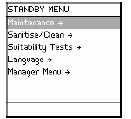 STANDBY MENU
Maintenance →
Sanitise/Clean →
Suitability Tests →
Language →
Manager Menu →